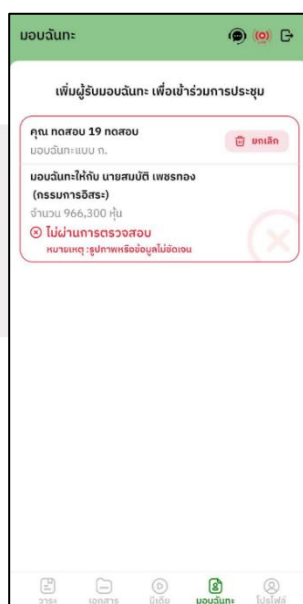 มอบฉันทะ
เพิ่มผู้รับมอบฉันทะ เพื่อเข้าร่วมการประชุม
คุณ ทดสอบ 19 ทดสอบ
ยกเลิก
มอบฉันทะแบบ ก.
มอบฉันทะให้กับ นายสมบัติ เพชรทอง
(กรรมการอิสระ)
จำนวน 966,300 หุ้น
ไม่ผ่านการตรวจสอบ
หมายเหตุ :รูปภาพหรือข้อมูลไม่ชัดเจน
วาระ เอกสาร มีเดีย มอบฉันทะ โปรไฟล์